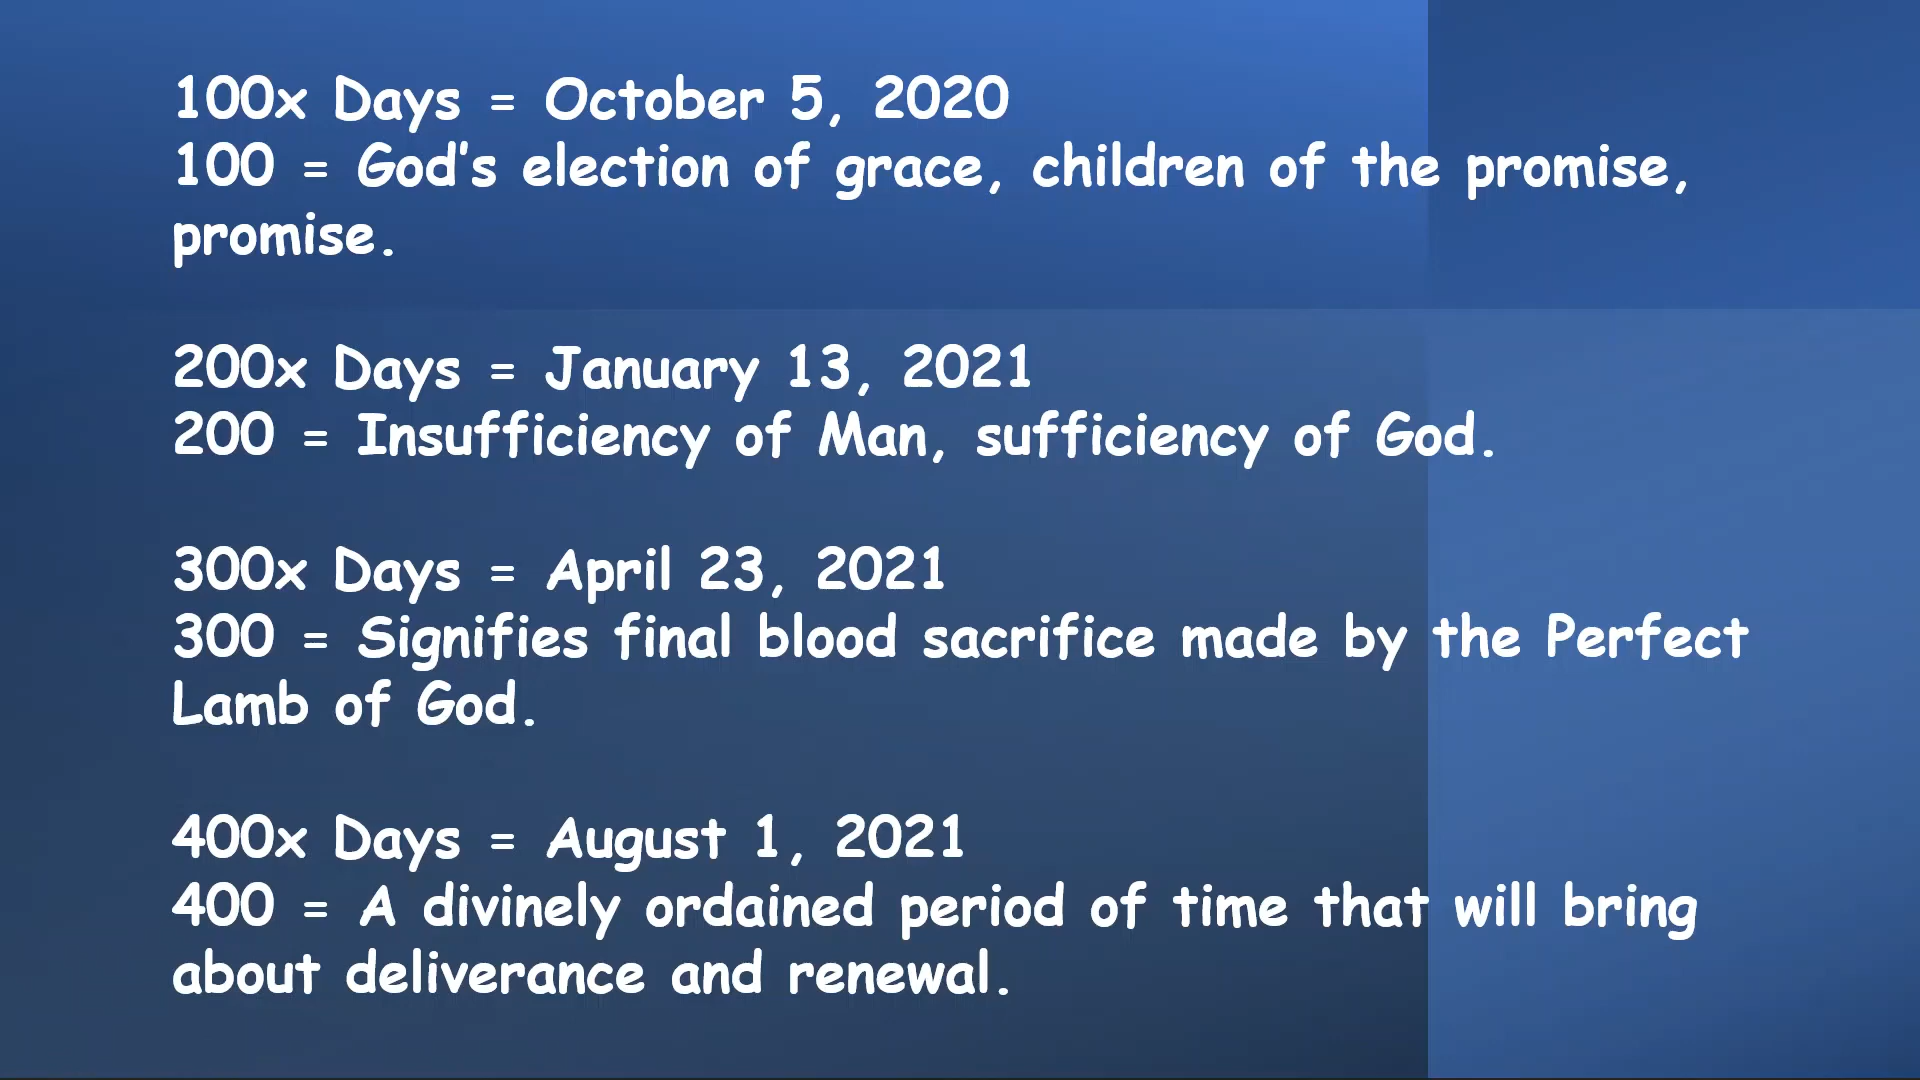 100x Days = October 5, 2020
100 = God's election of grace, children of the promise,
promise.
200x Days = January 13, 2021
200 = Insufficiency of Man, sufficiency of God.
300x Days = April 23, 2021
300 = Signifies final blood sacrifice made by the Perfect
Lamb of God.
400x Days = August 1, 2021
400 = A divinely ordained period of time that will bring
about deliverance and renewal.